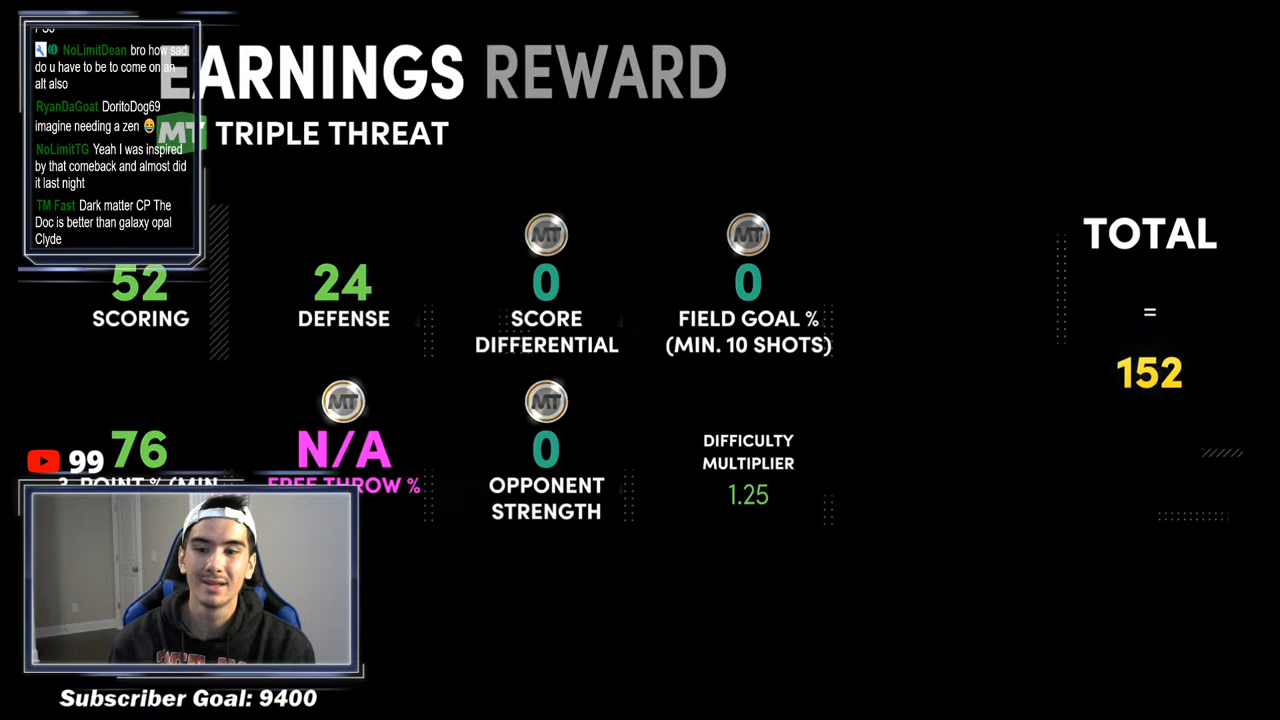 NoLimitDean bro how sad
do u have to be to come on an
alt also
RyanDaGoat DoritoDog69
imagine needing a zen 😂
NoLimitTG Yeah I was inspired
by that comeback and almost did
it last night
TM Fast Dark matter CP The
Doc is better than galaxy opal
Clyde
EARNINGS REWARD
MT TRIPLE THREAT
52
SCORING
24
DEFENSE
MT
0
SCORE
DIFFERENTIAL
MT
0
FIELD GOAL %
(MIN. 10 SHOTS)
TOTAL
=
152
99
76
3-POINT % (MIN
MT
N/A
FREE THROW %
MT
0
OPPONENT
STRENGTH
DIFFICULTY
MULTIPLIER
1.25
Subscriber Goal: 9400